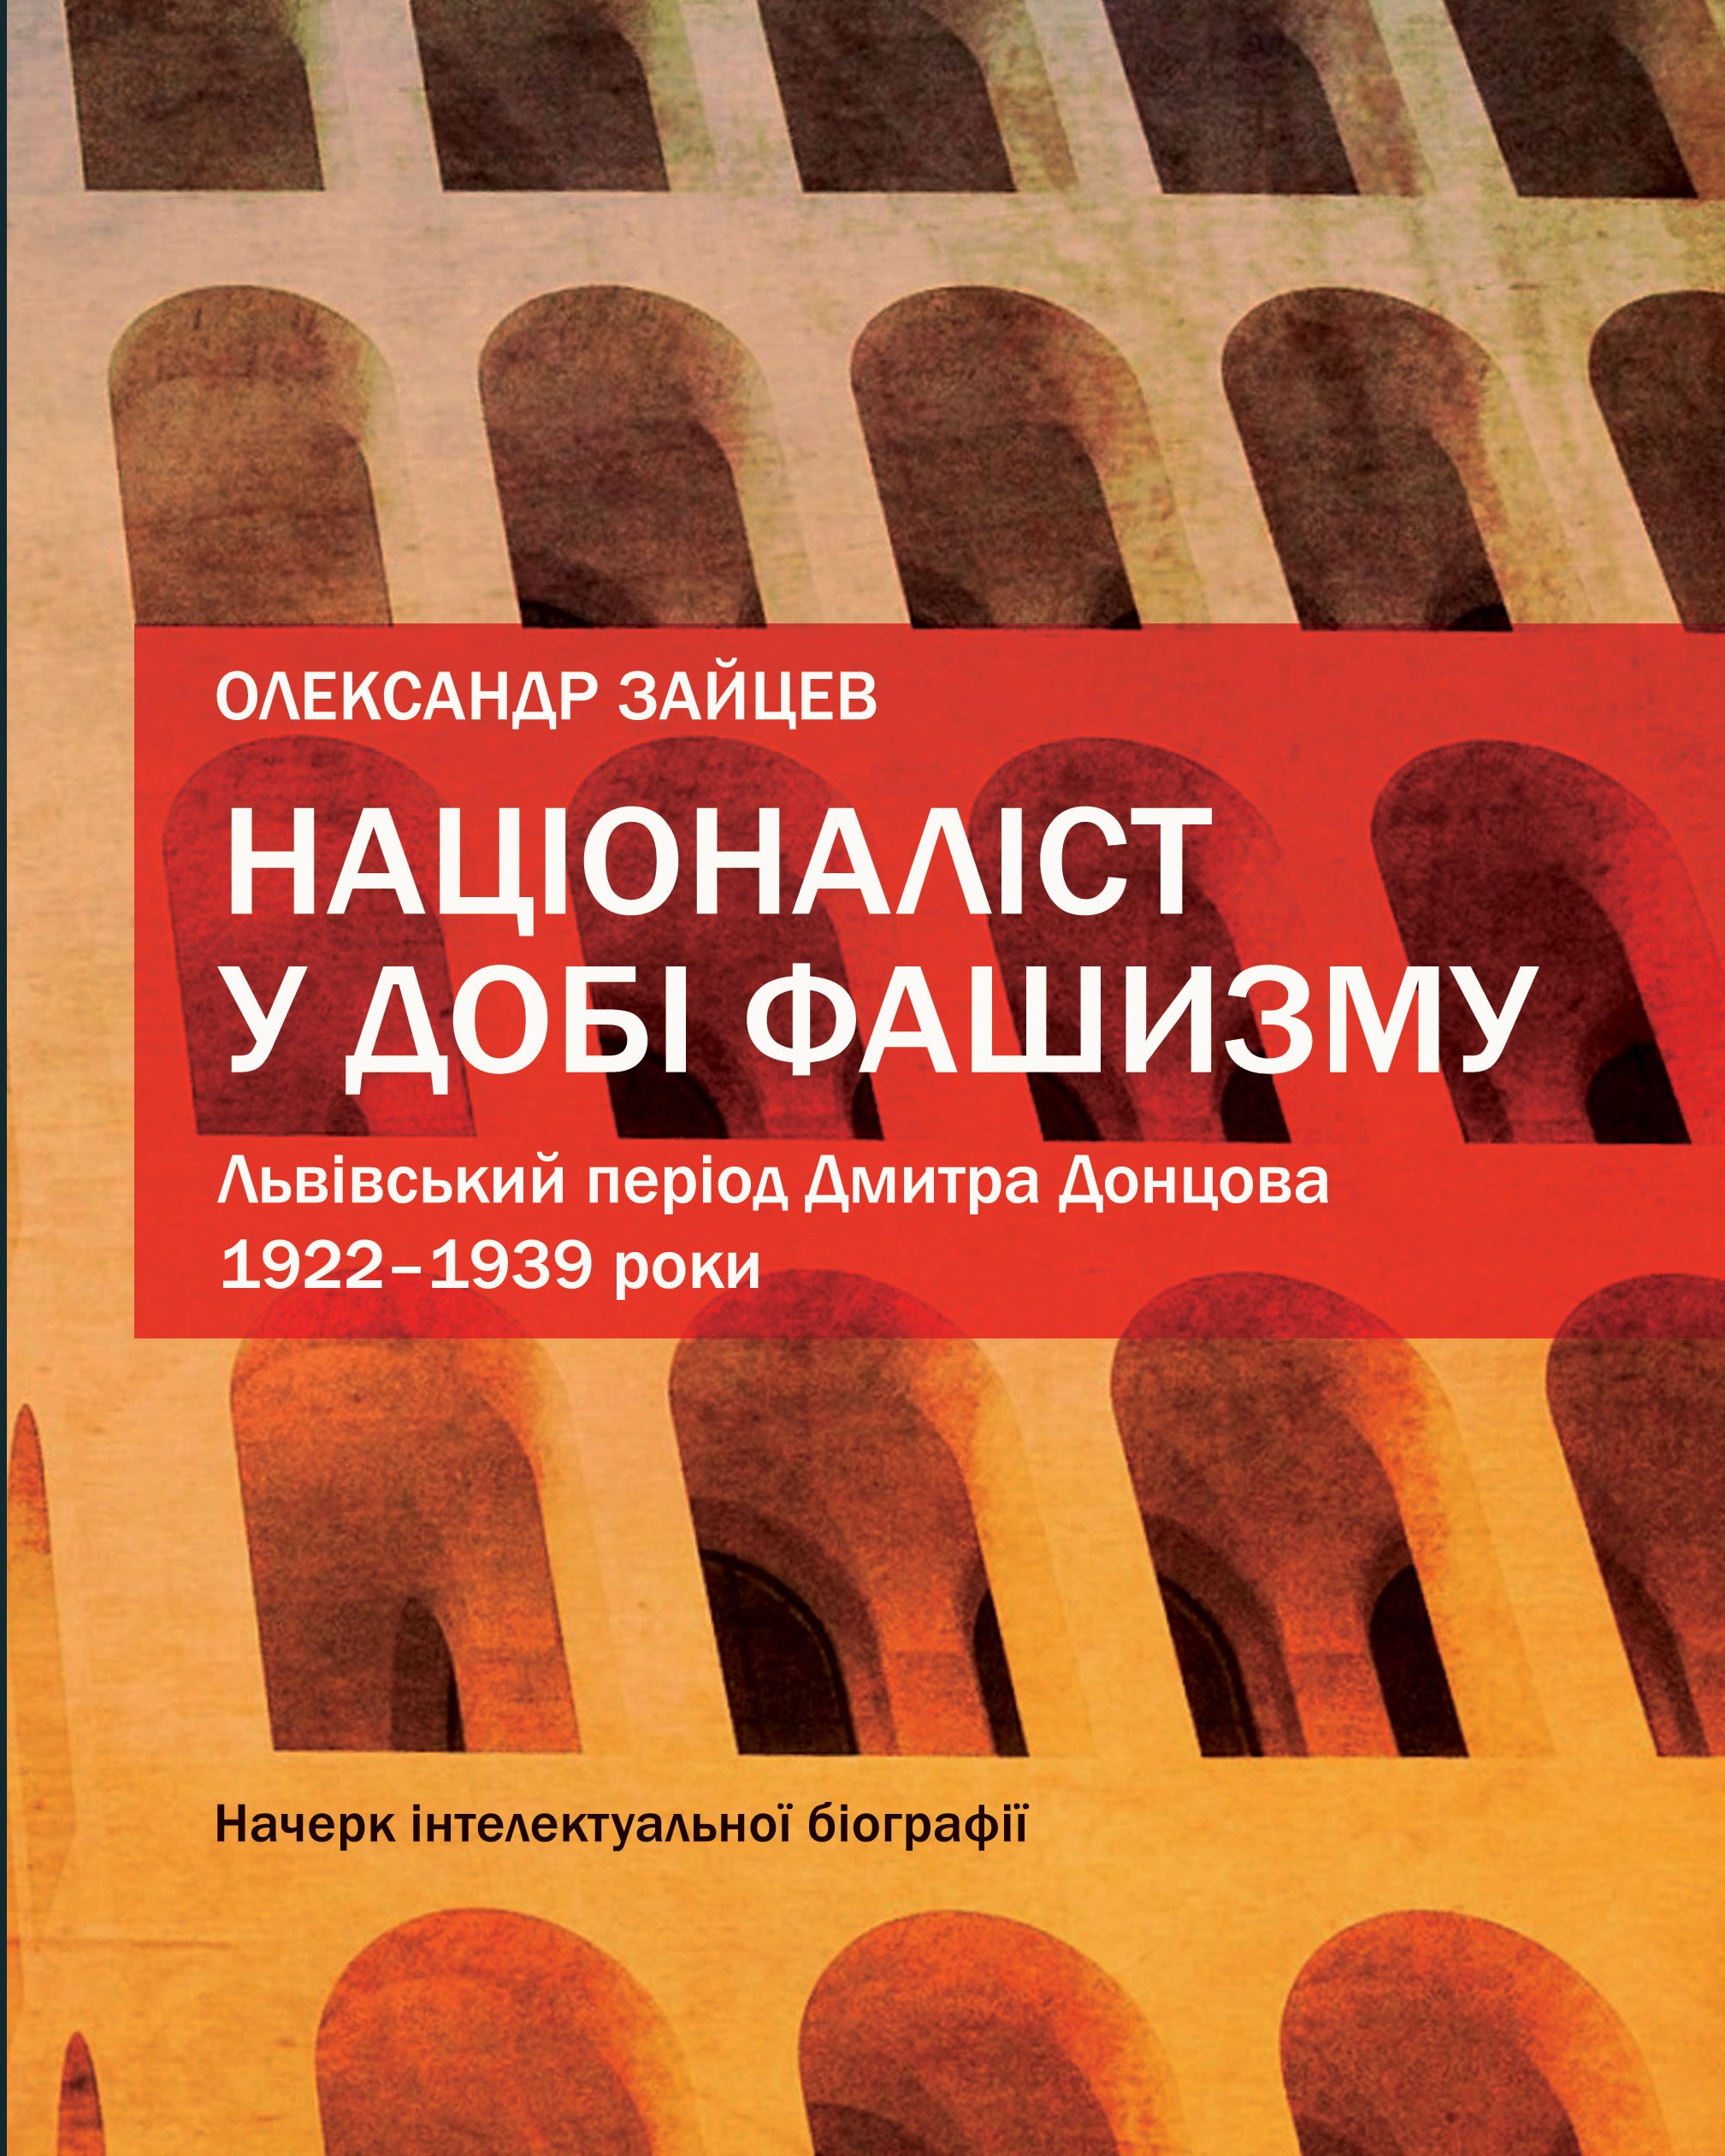 ОЛЕКСАНДР ЗАЙЦЕВ
НАЦІОНАЛІСТ
У ДОБІ ФАШИЗМУ
Львівський період Дмитра Донцова
1922–1939 роки
Начерк інтелектуальної біографії